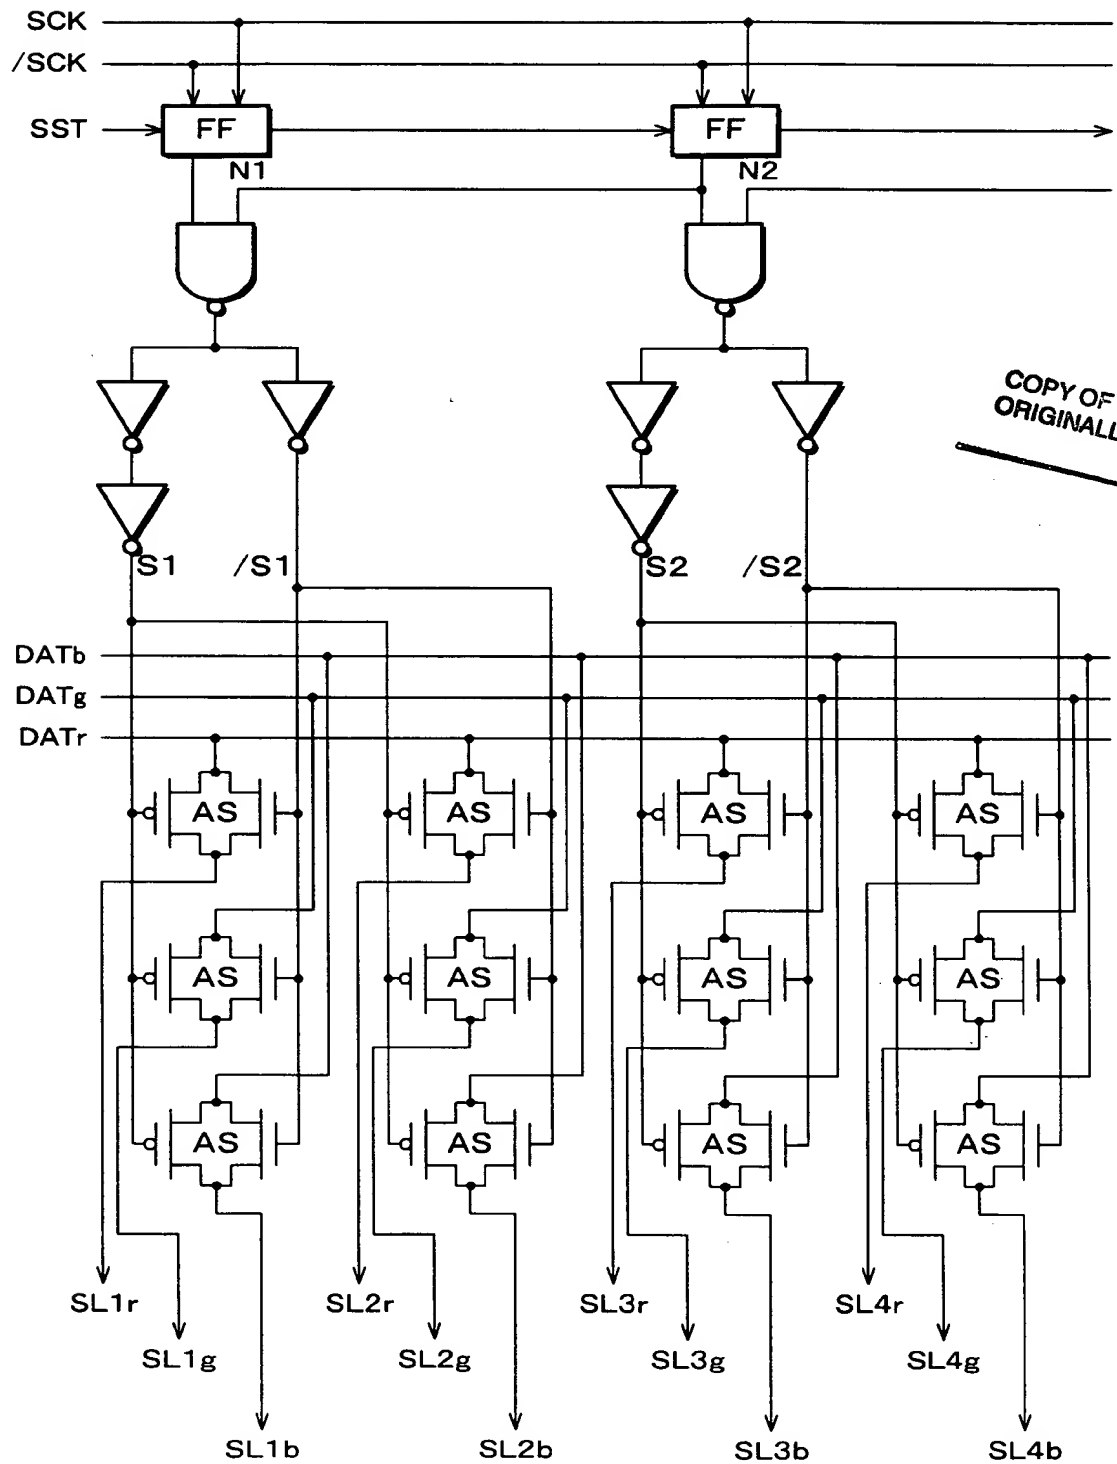 SCK
/SCK
SST
FF
FF
N1
N2
COPY OF
ORIGINALL
S1
/S1
S2
/S2
DATb
DATg
DATr
AS
AS
AS
AS
AS
AS
AS
AS
AS
AS
AS
AS
SL1r
SL2r
SL3r
SL4r
SL1g
SL2g
SL3g
SL4g
SL1b
SL2b
SL3b
SL4b